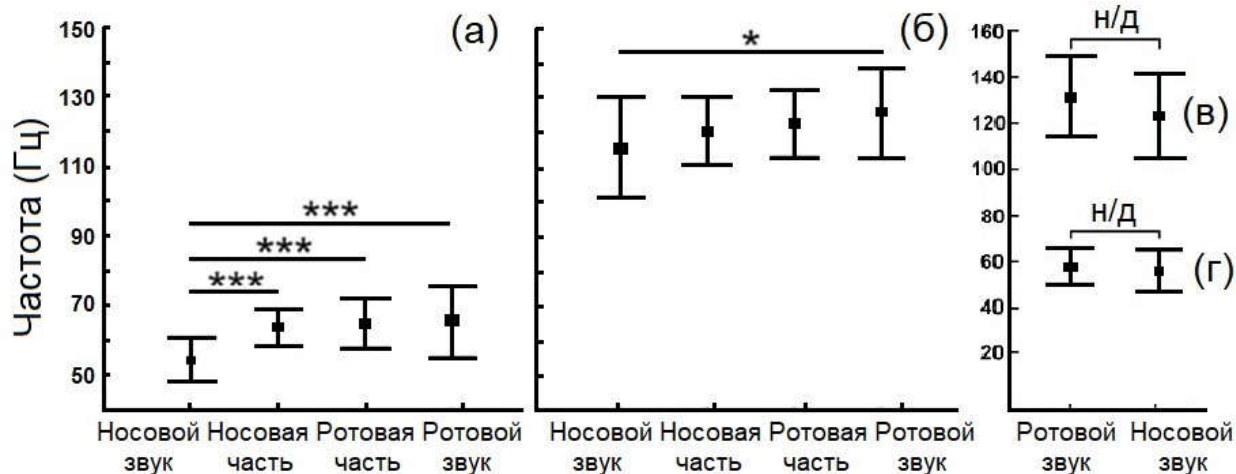 Частота (Гц)
150
130
110
90
70
50
(а)
***
***
***
Носовой звук
Носовая часть
Ротовая часть
Ротовой звук
(б)
*
Носовой звук
Носовая часть
Ротовая часть
Ротовой звук
160
140
120
100
80
60
40
20
н/д
(в)
н/д
(г)
Ротовой звук
Носовой звук